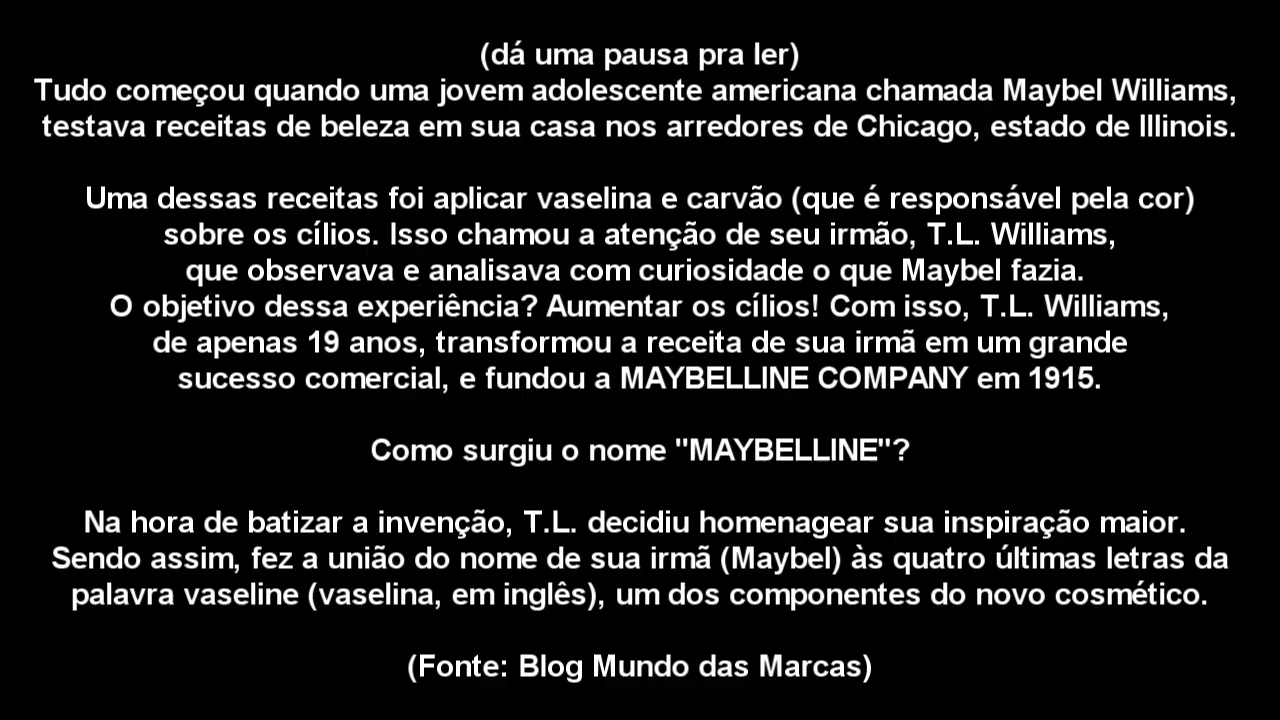 (dá uma pausa pra ler)
Tudo começou quando uma jovem adolescente americana chamada Maybel Williams,
testava receitas de beleza em sua casa nos arredores de Chicago, estado de Illinois.
Uma dessas receitas foi aplicar vaselina e carvão (que é responsável pela cor)
sobre os cílios. Isso chamou a atenção de seu irmão, T.L. Williams,
que observava e analisava com curiosidade o que Maybel fazia.
O objetivo dessa experiência? Aumentar os cílios! Com isso, T.L. Williams,
de apenas 19 anos, transformou a receita de sua irmã em um grande
sucesso comercial, e fundou a MAYBELLINE COMPANY em 1915.
Como surgiu o nome "MAYBELLINE"?
Na hora de batizar a invenção, T.L. decidiu homenagear sua inspiração maior.
Sendo assim, fez a união do nome de sua irmã (Maybel) às quatro últimas letras da
palavra vaseline (vaselina, em inglês), um dos componentes do novo cosmético.
(Fonte: Blog Mundo das Marcas)